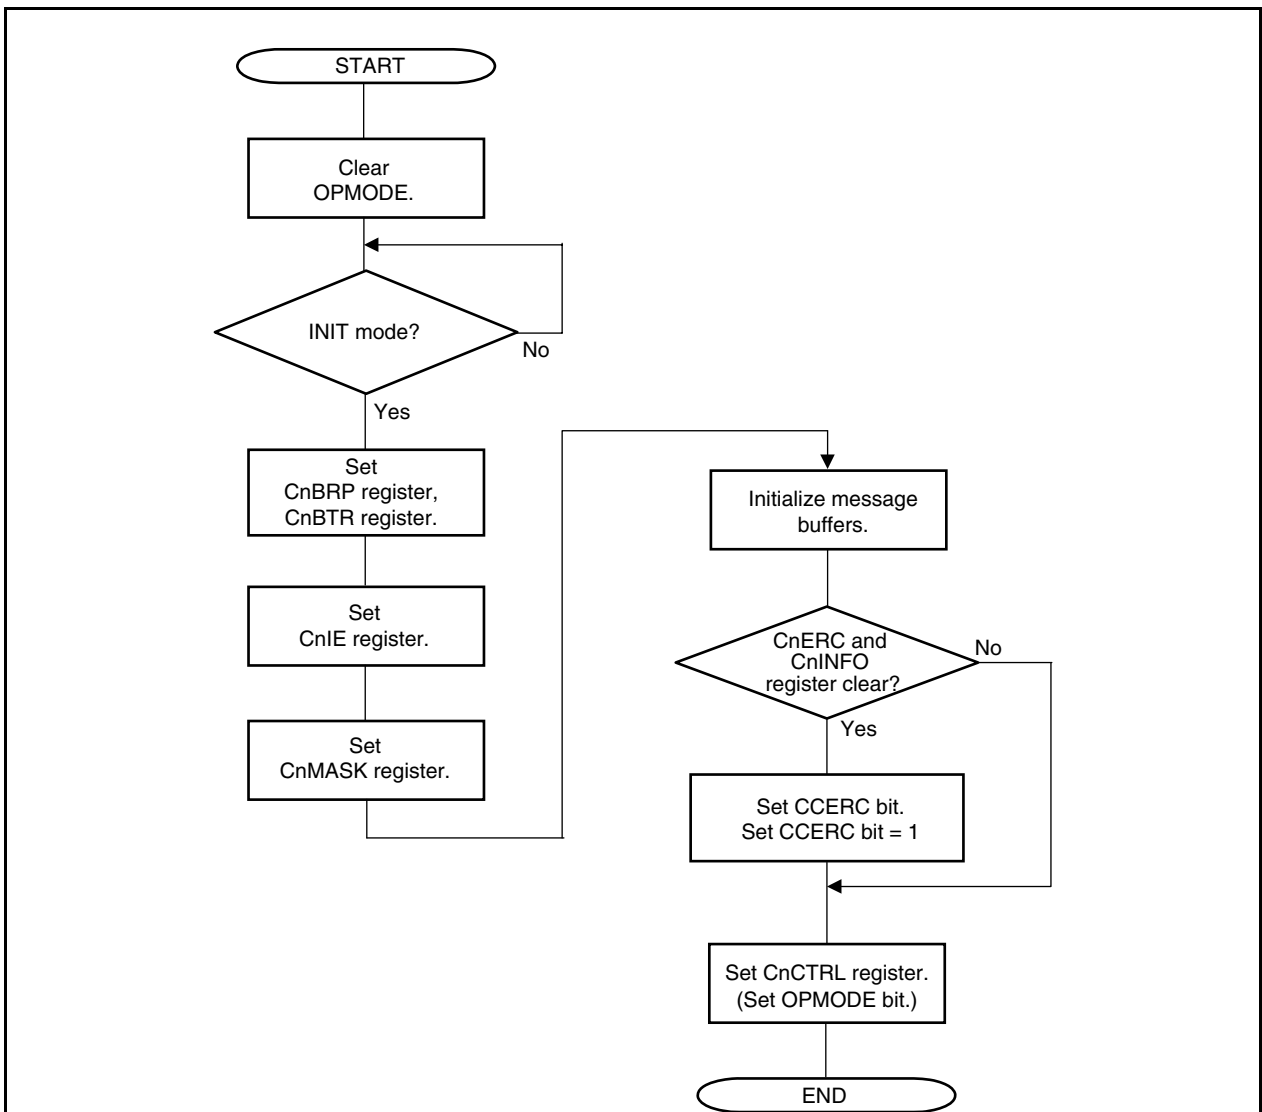 START
Clear
OPMODE.
INIT mode?
No
Yes
Set
CnBRP register,
CnBTR register.
Set
CnIE register.
Set
CnMASK register.
Initialize message
buffers.
CnERC and
CnINFO
register clear?
No
Yes
Set CCERC bit.
Set CCERC bit = 1
Set CnCTRL register.
(Set OPMODE bit.)
END